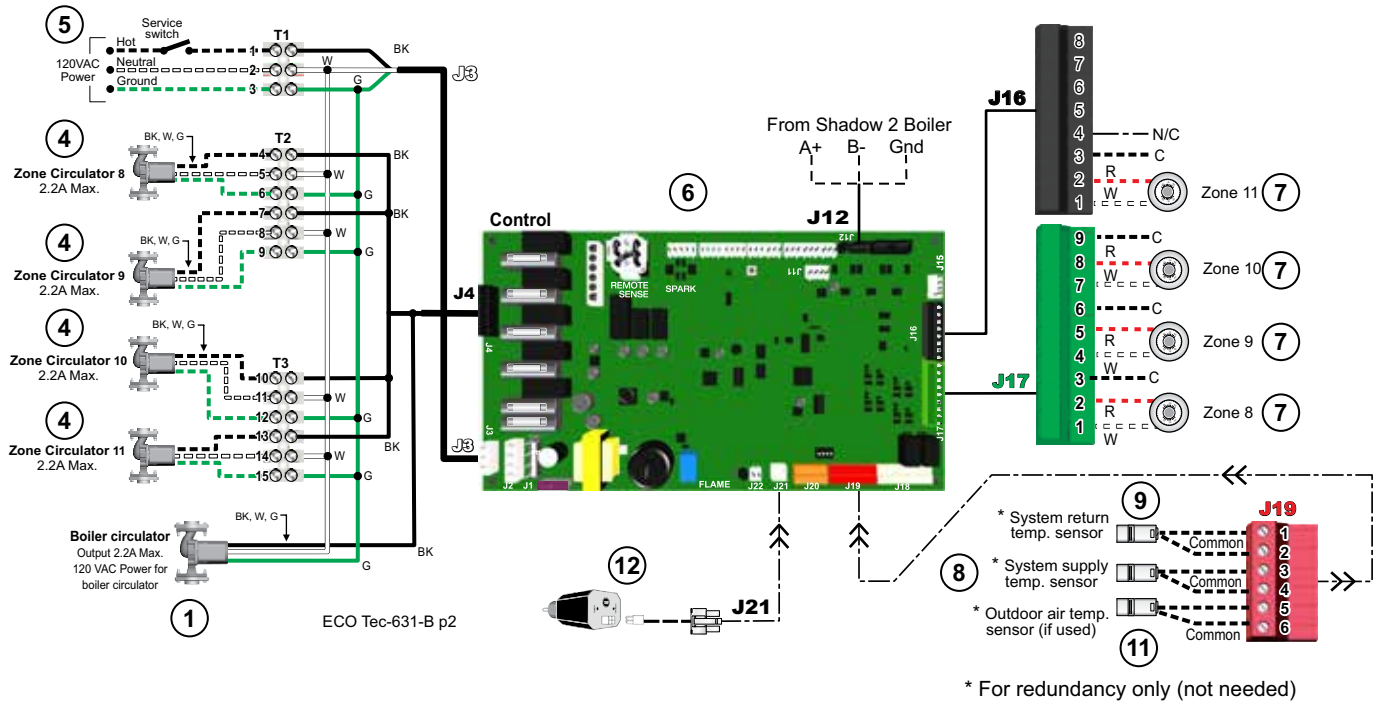 5
Service
switch
Hot
120VAC
Power
Neutral
Ground
T1
1
2
3
BK
W
G
J3
4
BK, W, G
Zone Circulator 8
2.2A Max.
T2
4
5
6
7
8
9
BK
W
G
BK
W
G
4
BK, W, G
Zone Circulator 9
2.2A Max.
4
BK, W, G
Zone Circulator 10
2.2A Max.
T3
10
11
12
13
14
15
W
G
BK
W
G
4
Zone Circulator 11
2.2A Max.
Boiler circulator
Output 2.2A Max.
120 VAC Power for
boiler circulator
BK, W, G
BK
G
1
ECO Tec-631-B p2
J4
J3
Control
6
From Shadow 2 Boiler
A+ B- Gnd
J12
J12
J11
J15
REMOTE
SENSE
SPARK
J16
J4
J17*
J3
J2
J1
FLAME
J22
J21
J20
J19
J18
J16
8
7
6
5
4
3
2
1
N/C
C
R
W
Zone 11
7
J17
9
8
7
6
5
4
3
2
1
C
R
W
Zone 10
7
C
R
W
Zone 9
7
C
R
W
Zone 8
7
12
J21
8
9
* System return
temp. sensor
Common
* System supply
temp. sensor
Common
* Outdoor air temp.
sensor (if used)
Common
11
J19
1
2
3
4
5
6
* For redundancy only (not needed)